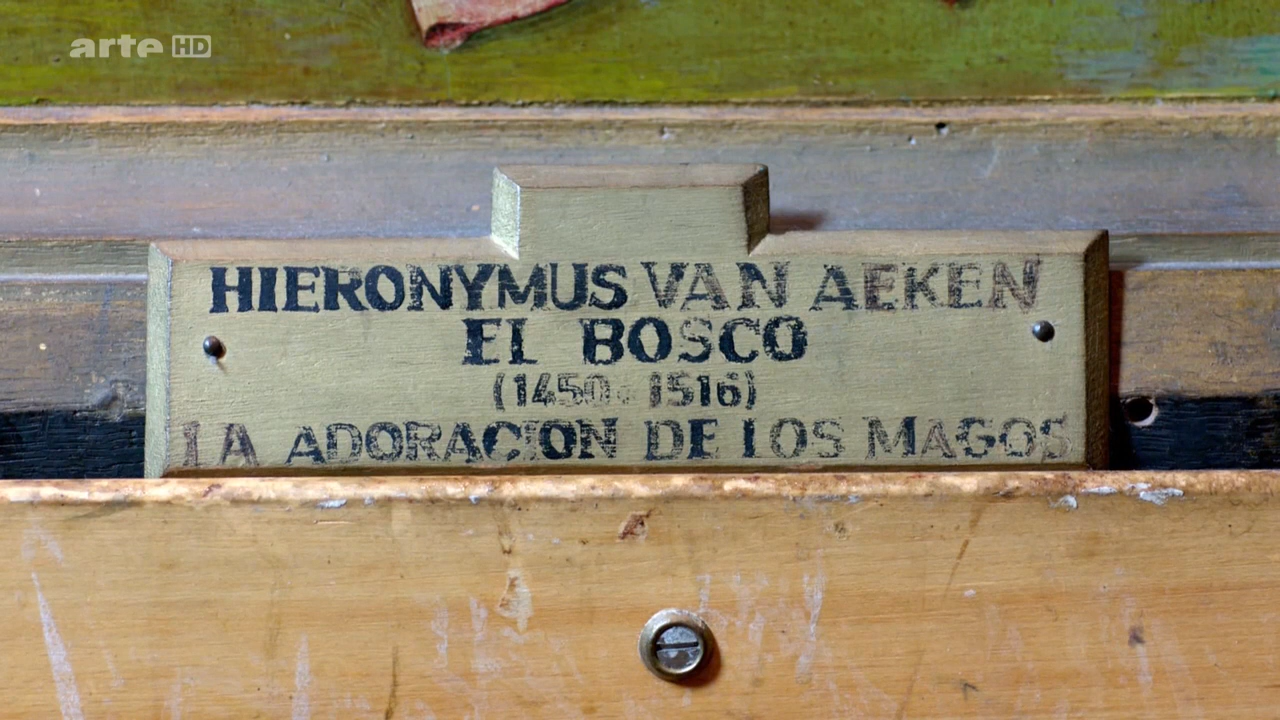 arte HD
HIERONYMUS VAN AEKEN
EL BOSCO
(1450-1516)
LA ADORACION DE LOS MAGOS